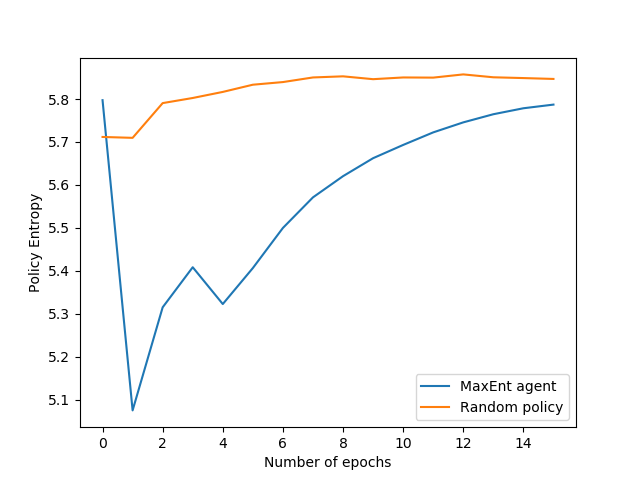 5.8
5.7
5.6
5.5
5.4
5.3
5.2
5.1
Policy Entropy
MaxEnt agent
Random policy
0 2 4 6 8 10 12 14
Number of epochs